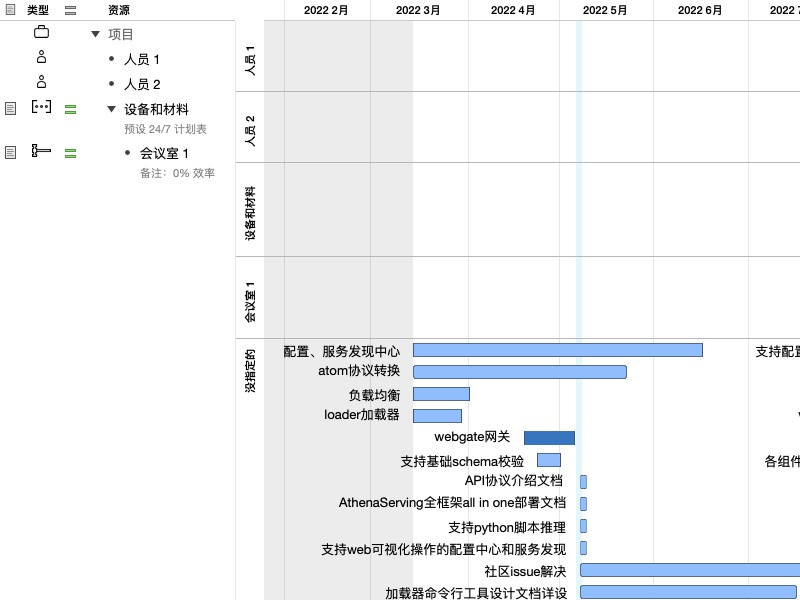 类型 资源
项目
人员 1
人员 2
设备和材料
预设 24/7 计划表
会议室 1
备注：0% 效率
2022 2月 2022 3月 2022 4月 2022 5月 2022 6月 2022 7
人员 1
人员 2
设备和材料
会议室 1
没指定的
配置、服务发现中心 支持配置
atom协议转换
负载均衡
loader加载器
webgate网关
支持基础schema校验 各组件
API协议介绍文档
AthenaServing全框架all in one部署文档
支持python脚本推理
支持web可视化操作的配置中心和服务发现
社区issue解决
加载器命令行工具设计文档详设